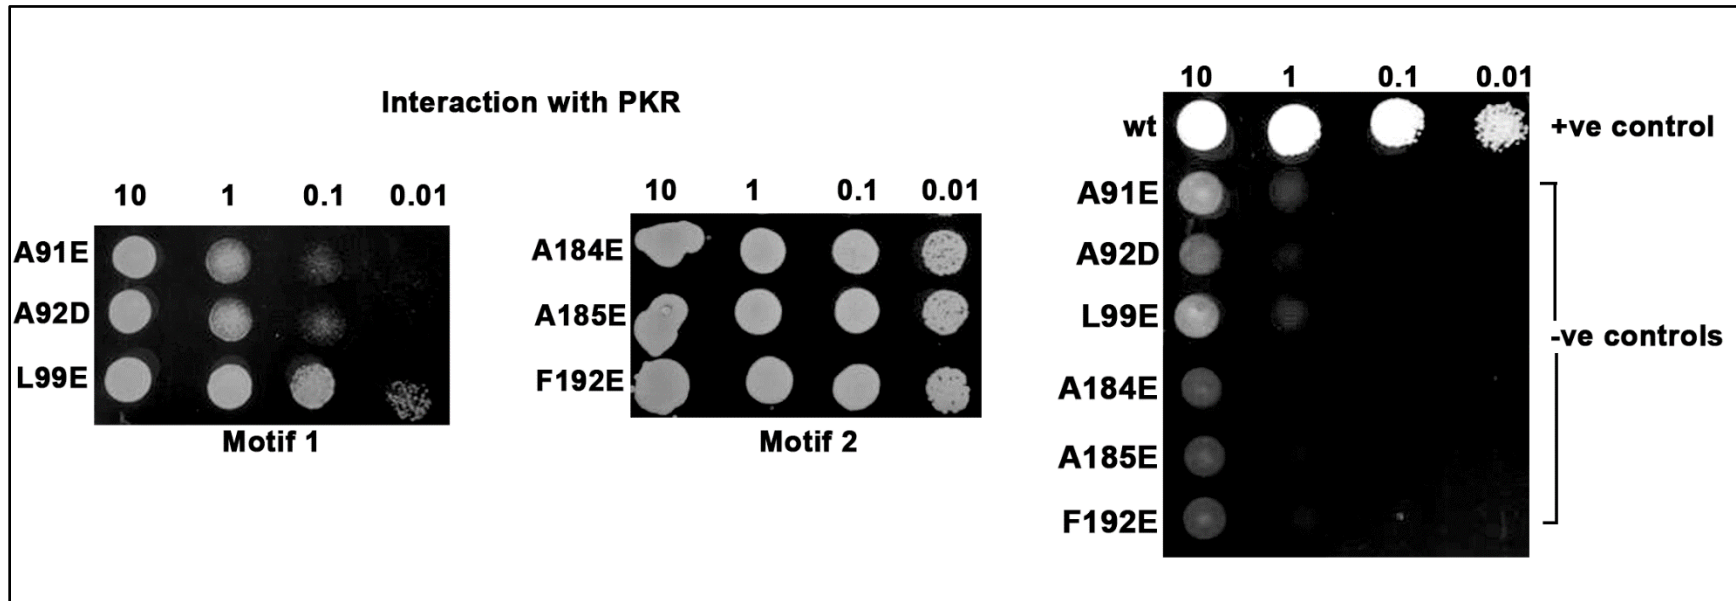 Interaction with PKR
10 1 0.1 0.01
A91E
A92D
L99E
Motif 1
10 1 0.1 0.01
A184E
A185E
F192E
Motif 2
10 1 0.1 0.01
wt +ve control
A91E
A92D
L99E
-ve controls
A184E
A185E
F192E